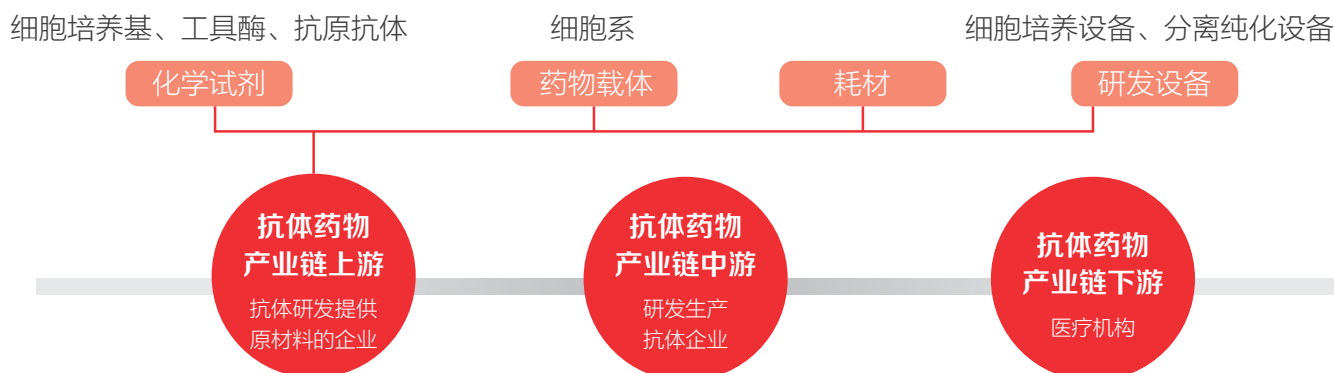 细胞培养基、工具酶、抗原抗体
细胞系
细胞培养设备、分离纯化设备
化学试剂
药物载体
耗材
研发设备
抗体药物
产业链上游
抗体研发提供
原材料的企业
抗体药物
产业链中游
研发生产
抗体企业
抗体药物
产业链下游
医疗机构